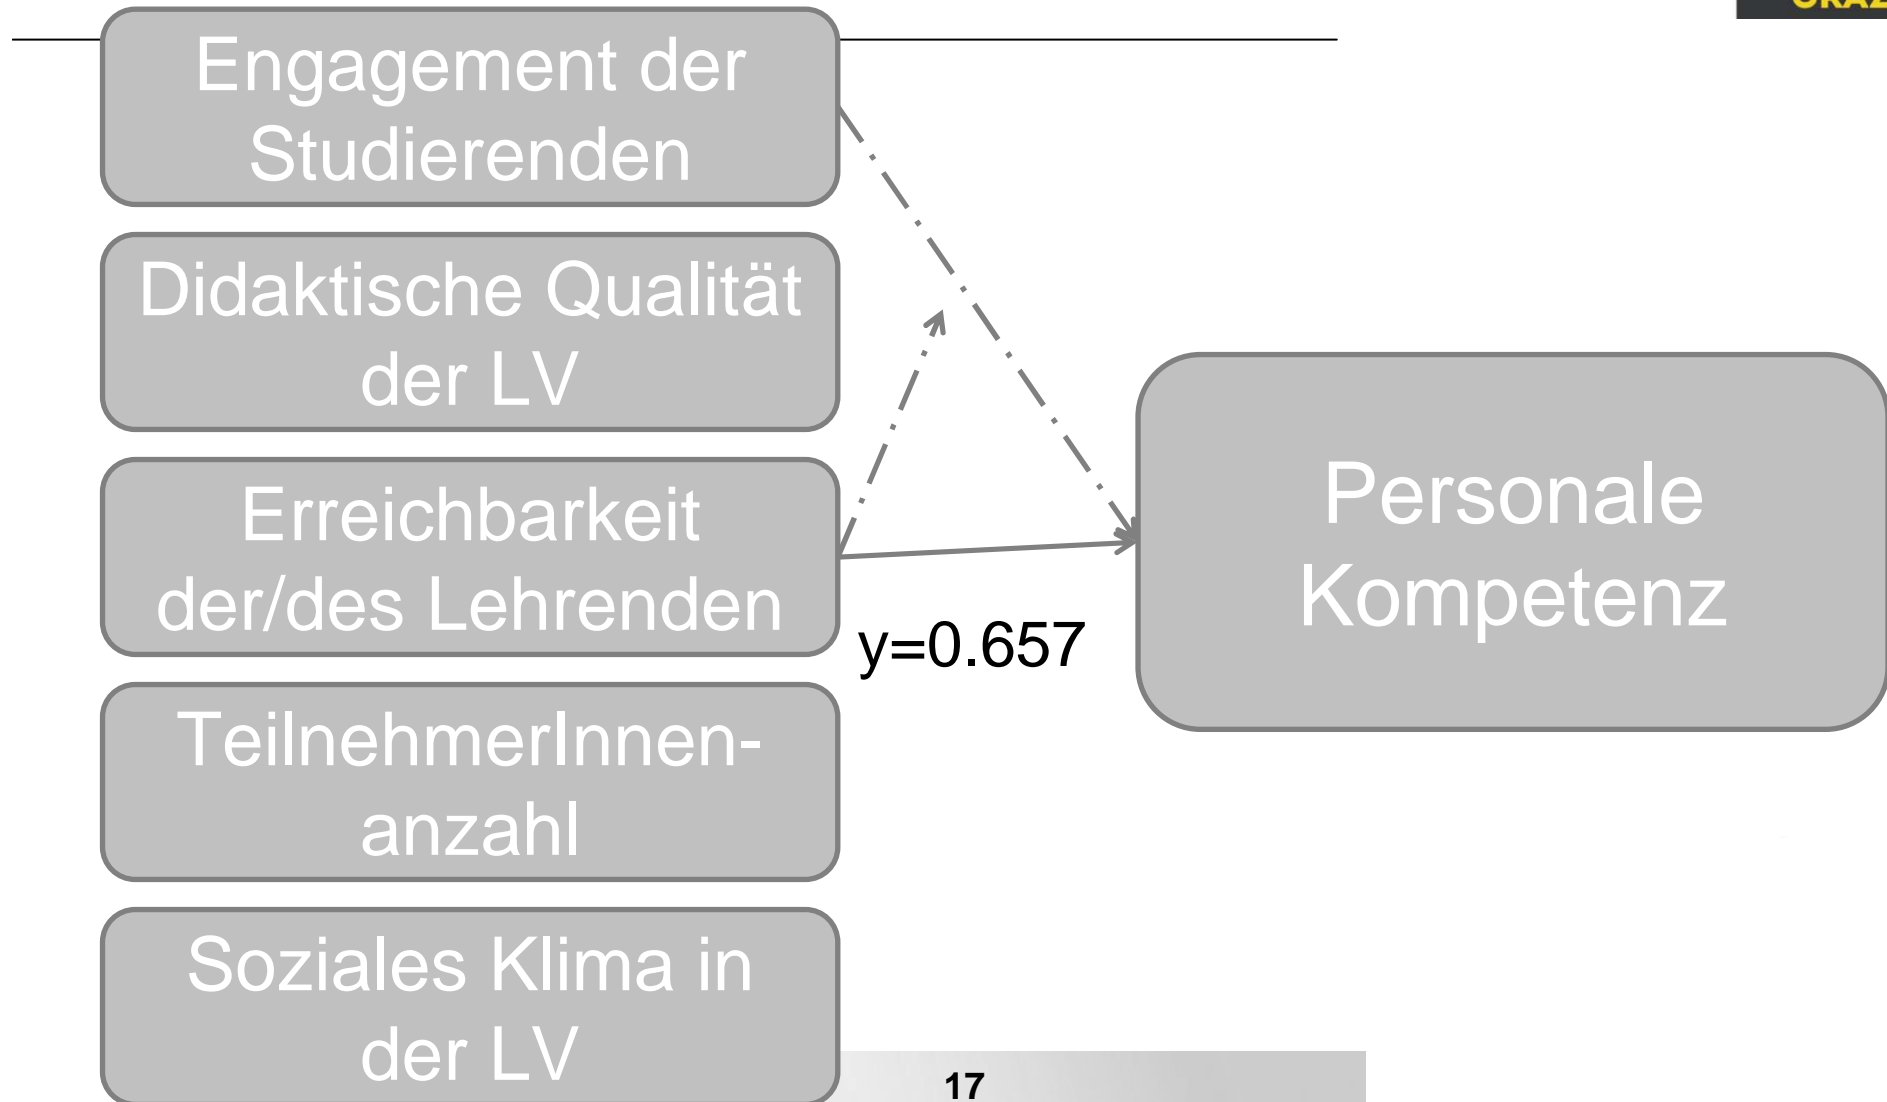 Engagement der
Studierenden
Didaktische Qualität
der LV
Erreichbarkeit
der/des Lehrenden
y=0.657
TeilnehmerInnen-
anzahl
Soziales Klima in
der LV
Personale
Kompetenz
17